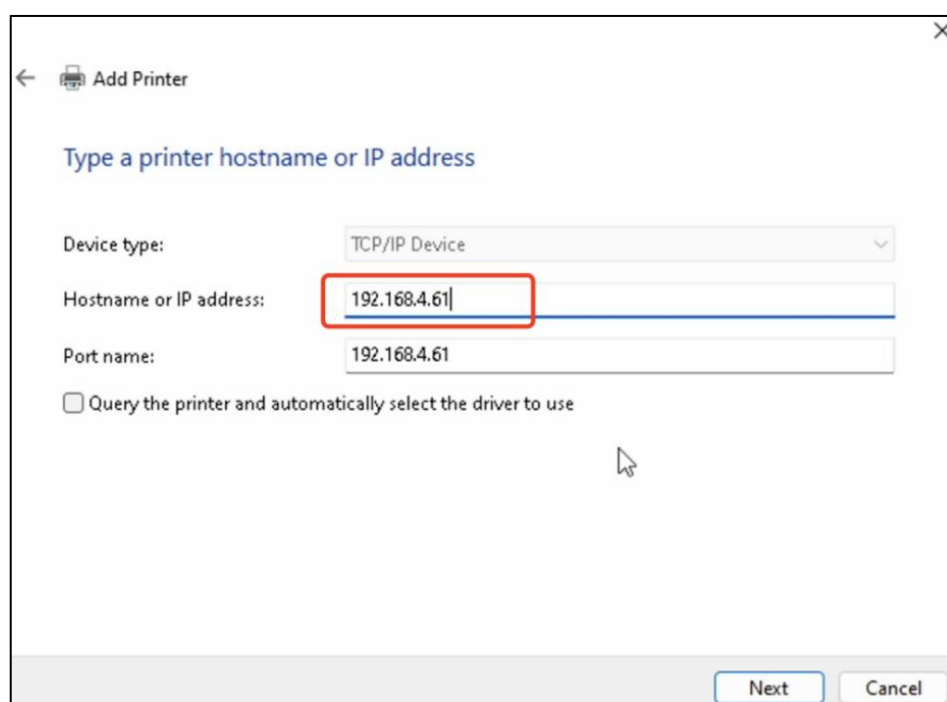 Add Printer
Type a printer hostname or IP address
Device type: TCP/IP Device
Hostname or IP address: 192.168.4.61
Port name: 192.168.4.61
Query the printer and automatically select the driver to use
Next Cancel